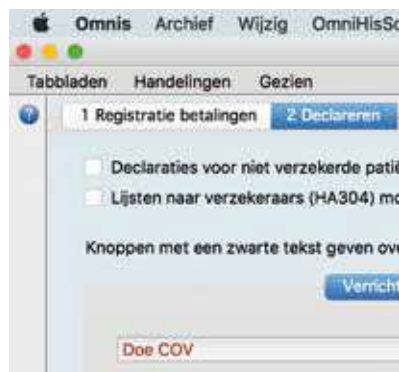 Omnis Archief Wijzig OmniHisSc
Tabbladen Handelingen Gezien
1 Registratie betalingen 2 Declareren
Declaraties voor niet verzekerde patië
Lijsten naar verzekeraars (HA304) mo
Knoppen met een zwarte tekst geven ove
Verricht
Doe COV